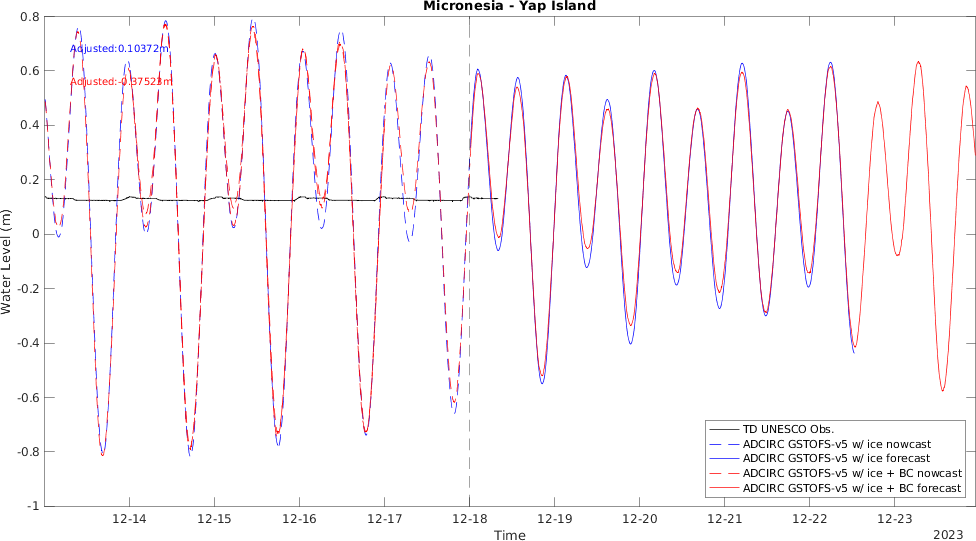 Micronesia - Yap Island
0.8
Adjusted:0.10372m
0.6
Adjusted:-0.37523m
0.4
0.2
0
-0.2
-0.4
-0.6
-0.8
-1
Water Level (m)
TD UNESCO Obs.
ADCIRC GSTOFS-v5 w/ ice nowcast
ADCIRC GSTOFS-v5 w/ ice forecast
ADCIRC GSTOFS-v5 w/ ice + BC nowcast
ADCIRC GSTOFS-v5 w/ ice + BC forecast
12-14 12-15 12-16 12-17 12-18 12-19 12-20 12-21 12-22 12-23
Time
2023